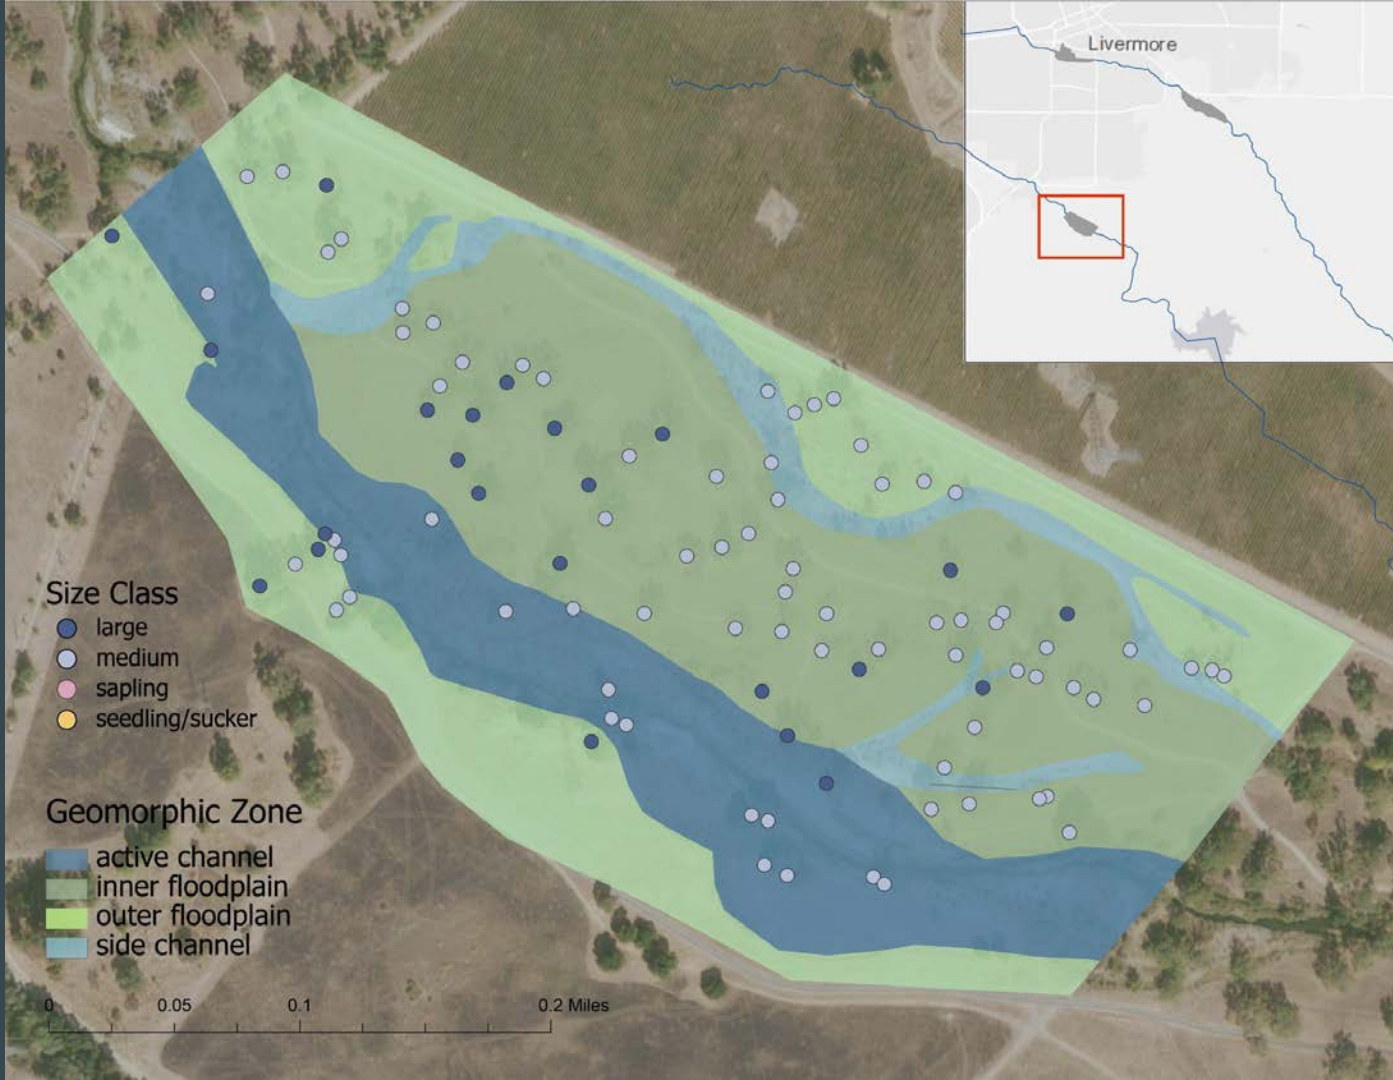 Livermore
Size Class
large
medium
sapling
seedling/sucker
Geomorphic Zone
active channel
inner floodplain
outer floodplain
side channel
0 0.05 0.1 0.2 Miles